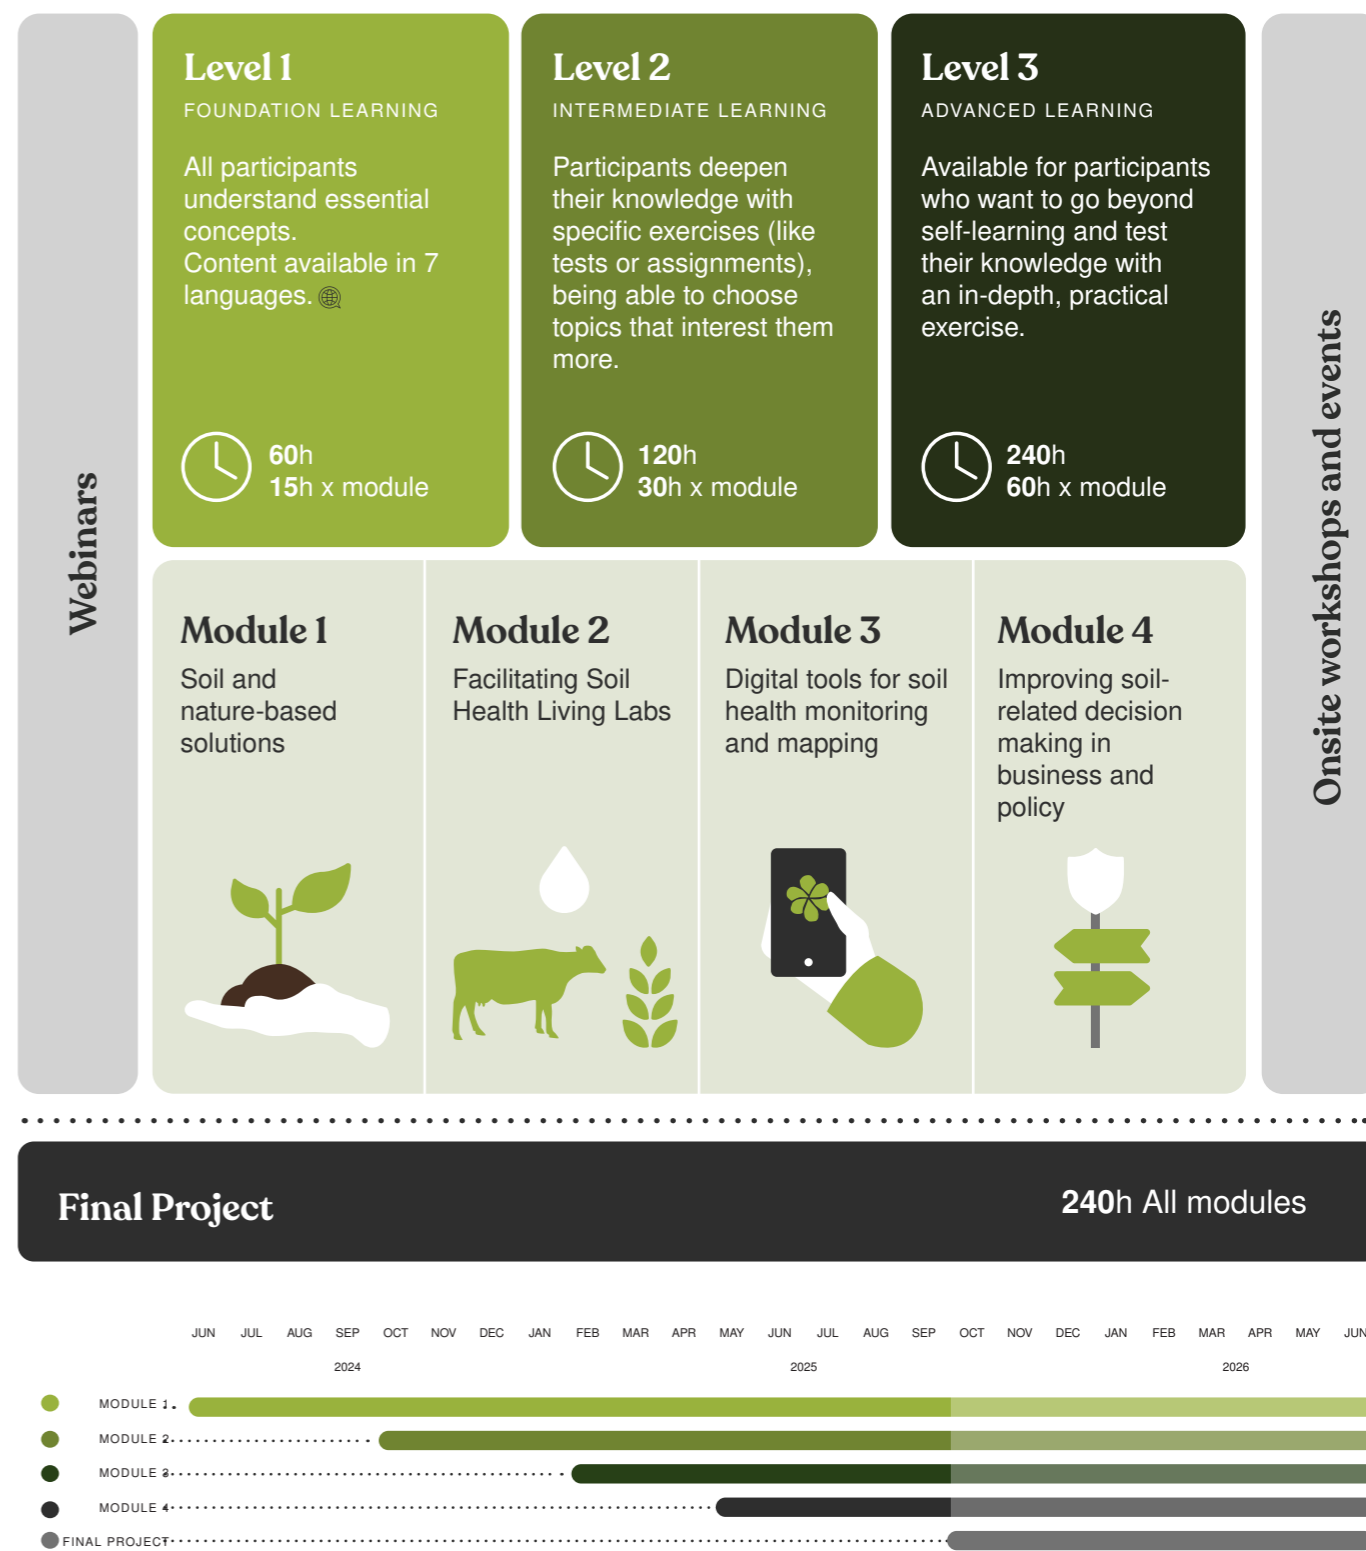 Webinars
Level 1
FOUNDATION LEARNING
All participants
understand essential
concepts.
Content available in 7
languages.
60h
15h x module
Level 2
INTERMEDIATE LEARNING
Participants deepen
their knowledge with
specific exercises (like
tests or assignments),
being able to choose
topics that interest them
more.
120h
30h x module
Level 3
ADVANCED LEARNING
Available for participants
who want to go beyond
self-learning and test
their knowledge with
an in-depth, practical
exercise.
240h
60h x module
Onsite workshops and events
Module 1
Soil and
nature-based
solutions
Module 2
Facilitating Soil
Health Living Labs
Module 3
Digital tools for soil
health monitoring
and mapping
Module 4
Improving soil-
related decision
making in
business and
policy
Final Project
240h All modules
JUN JUL AUG SEP OCT NOV DEC JAN FEB MAR APR MAY JUN JUL AUG SEP OCT NOV DEC JAN FEB MAR APR MAY JUN
2024 2025 2026
MODULE 1
MODULE 2
MODULE 3
MODULE 4
FINAL PROJECT